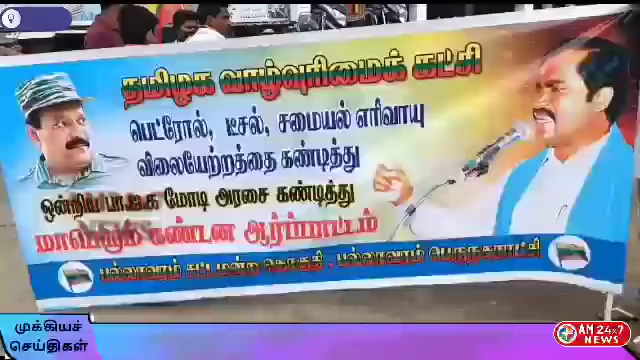 தமிழக வாழ்வுரிமைக் கட்சி
பெட்ரோல், டீசல், சமையல் எரிவாயு
விலையேற்றத்தை கண்டித்து
ஒன்றிய பா.ஜ.க மோடி அரசை கண்டித்து
மாபெரும் கண்டன ஆர்ப்பாட்டம்
பல்லாவரம் சட்டமன்ற தொகுதி, பல்லாவரம் பெருநகராட்சி
முக்கியச்
செய்திகள்
AM 24x7
NEWS